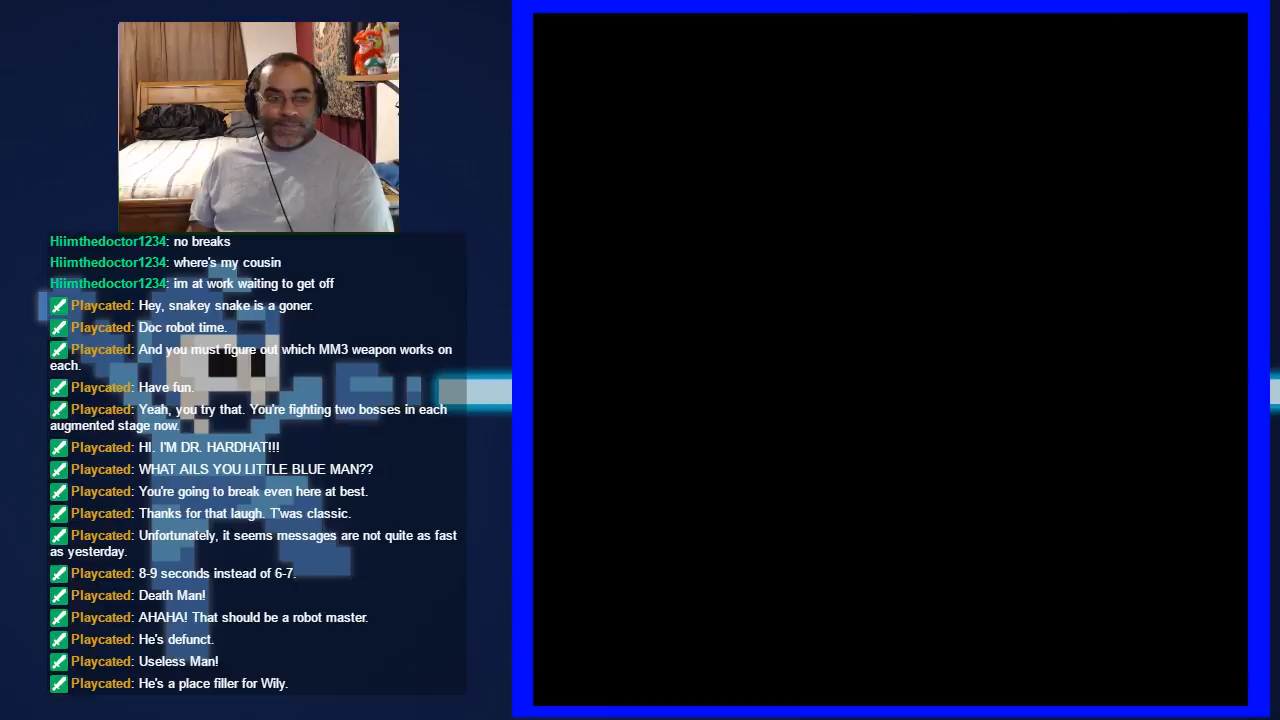 Hiimthedoctor1234: no breaks
Hiimthedoctor1234: where's my cousin
Hiimthedoctor1234: im at work waiting to get off
Playcated: Hey, snakey snake is a goner.
Playcated: Doc robot time.
Playcated: And you must figure out which MM3 weapon works on
each.
Playcated: Have fun.
Playcated: Yeah, you try that. You're fighting two bosses in each
augmented stage now.
Playcated: HI. I'M DR. HARDHAT!!!
Playcated: WHAT AILS YOU LITTLE BLUE MAN??
Playcated: You're going to break even here at best.
Playcated: Thanks for that laugh. T'was classic.
Playcated: Unfortunately, it seems messages are not quite as fast
as yesterday.
Playcated: 8-9 seconds instead of 6-7.
Playcated: Death Man!
Playcated: AHAHA! That should be a robot master.
Playcated: He's defunct.
Playcated: Useless Man!
Playcated: He's a place filler for Wily.